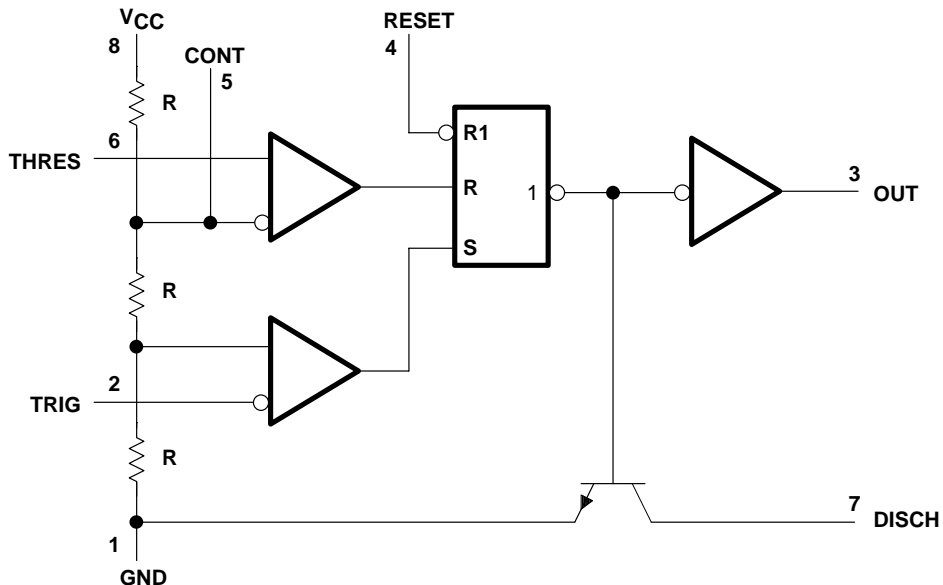 VCC
8
CONT
5
RESET
4
R
6
THRES
R1
R
1
S
3
OUT
R
2
TRIG
R
7
DISCH
1
GND